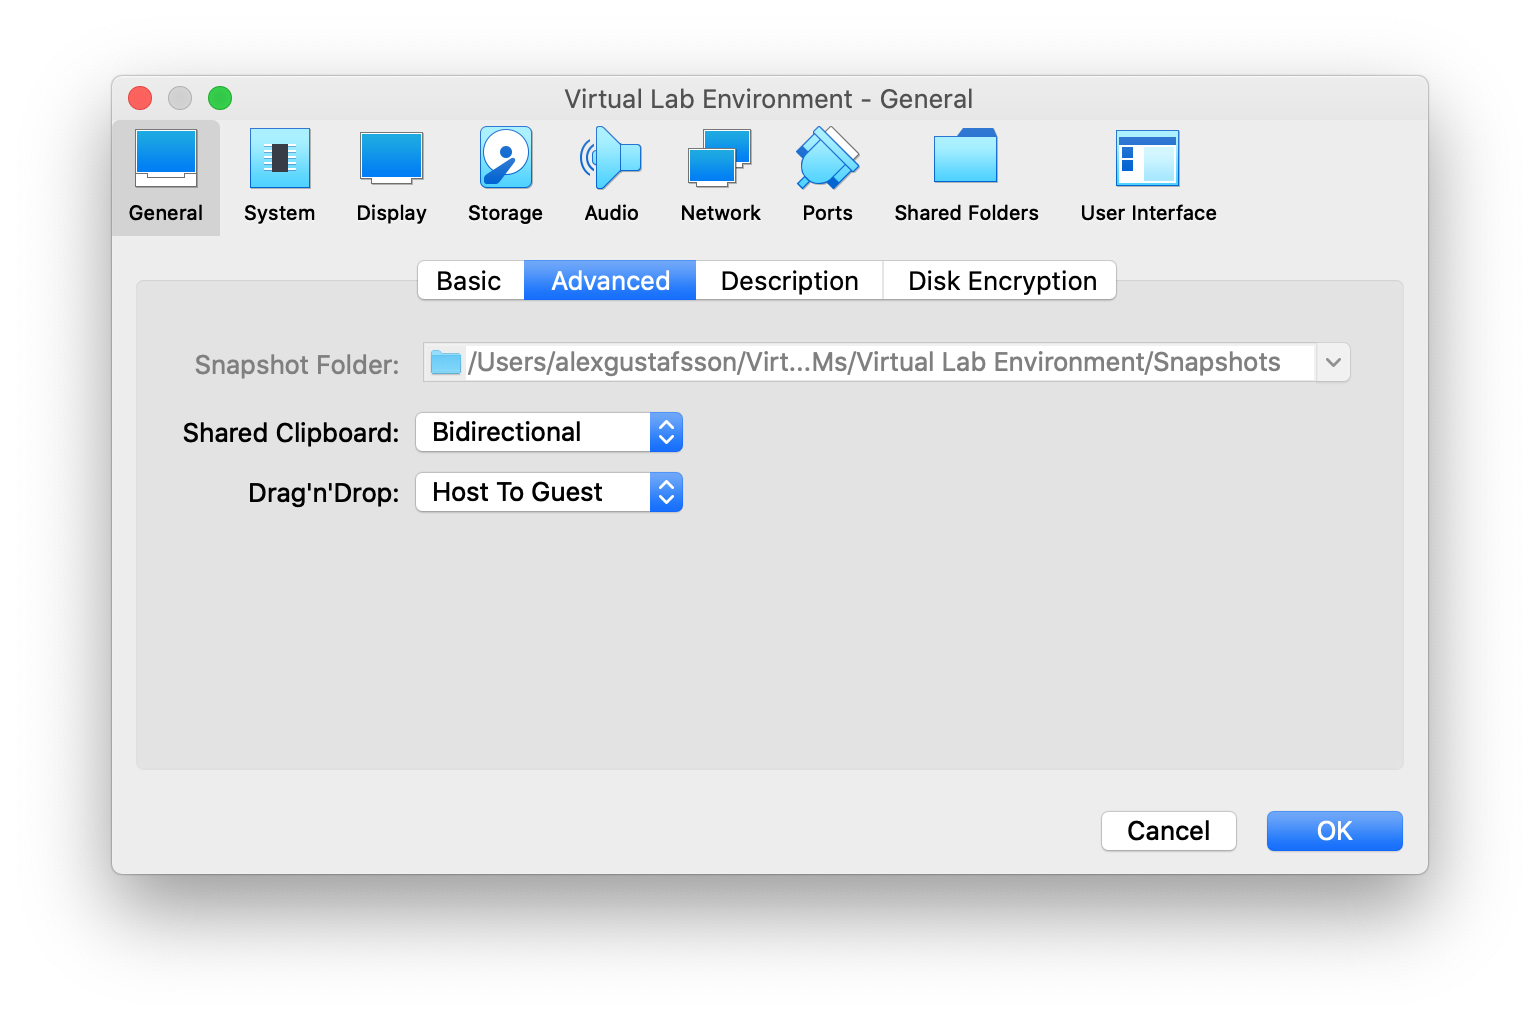 Virtual Lab Environment - General
General System Display Storage Audio Network Ports Shared Folders User Interface
Basic Advanced Description Disk Encryption
Snapshot Folder: /Users/alexgustafsson/Virt...Ms/Virtual Lab Environment/Snapshots
Shared Clipboard: Bidirectional
Drag'n'Drop: Host To Guest
Cancel OK